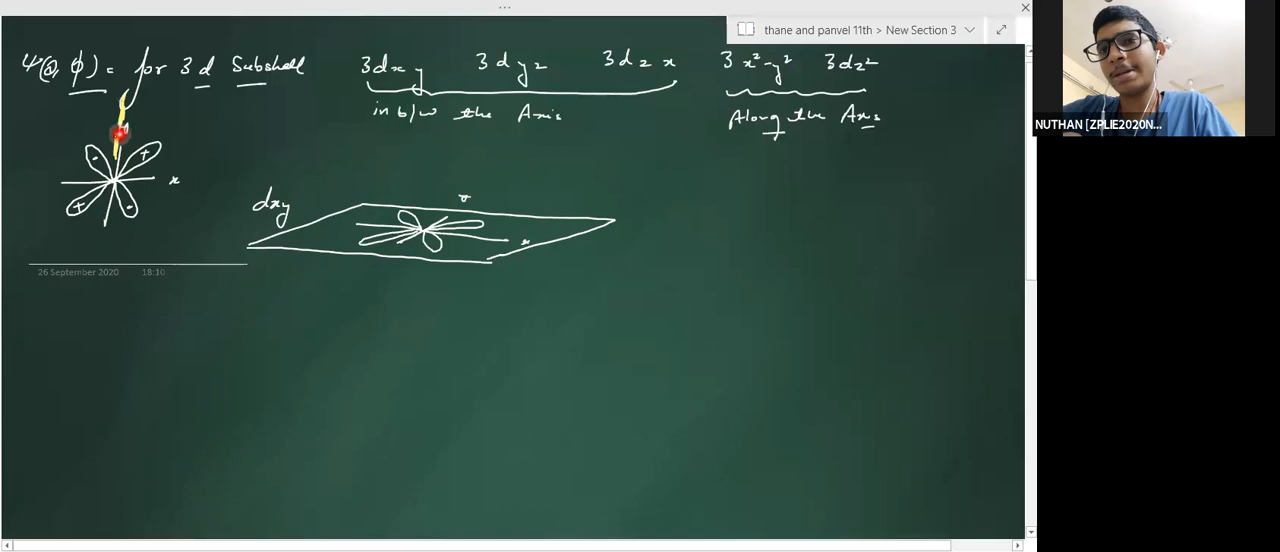 thane and panvel 11th > New Section 3
Ψ(θ, ϕ) = for 3d Subshell
3dxy 3dyz 3dzx 3x²-y² 3dz²
in b/w the Axis Along the Axis
- +
x
+ -
dxy
x
26 September 2020 18:10
NUTHAN [ZPLIE2020N...